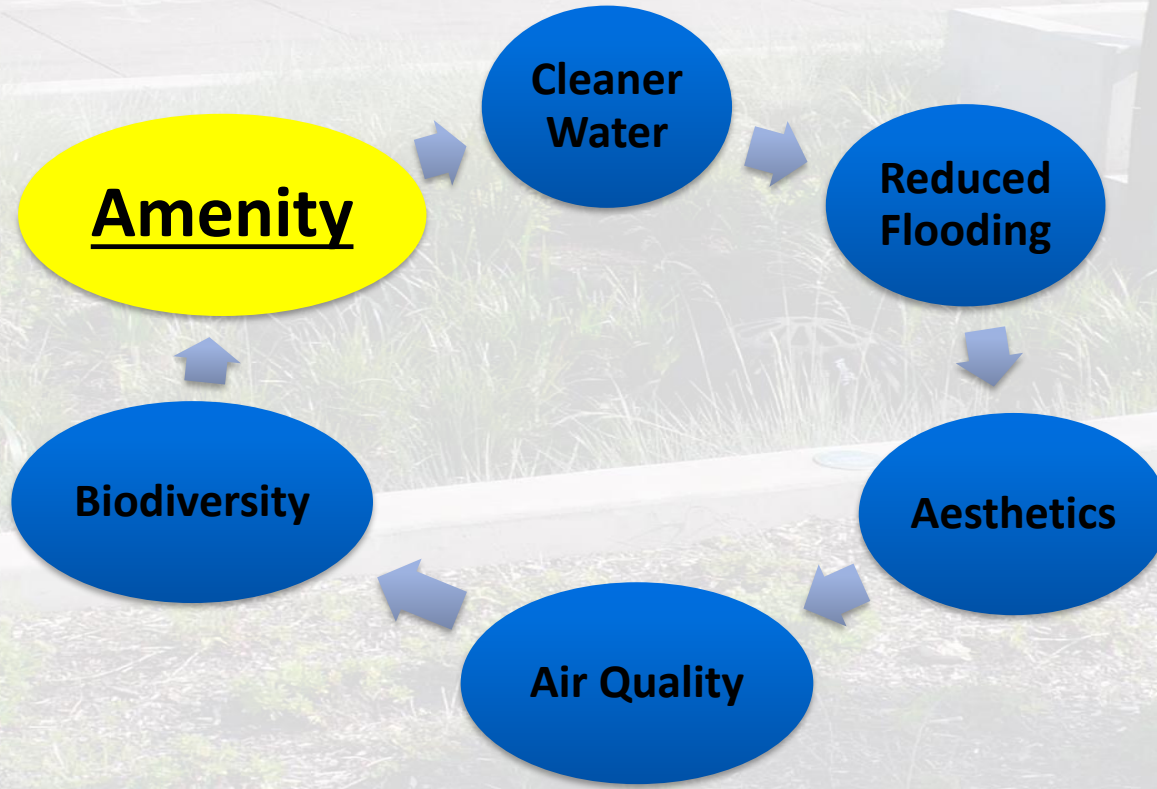 Cleaner
Water
Amenity
Reduced
Flooding
Biodiversity
Aesthetics
Air Quality